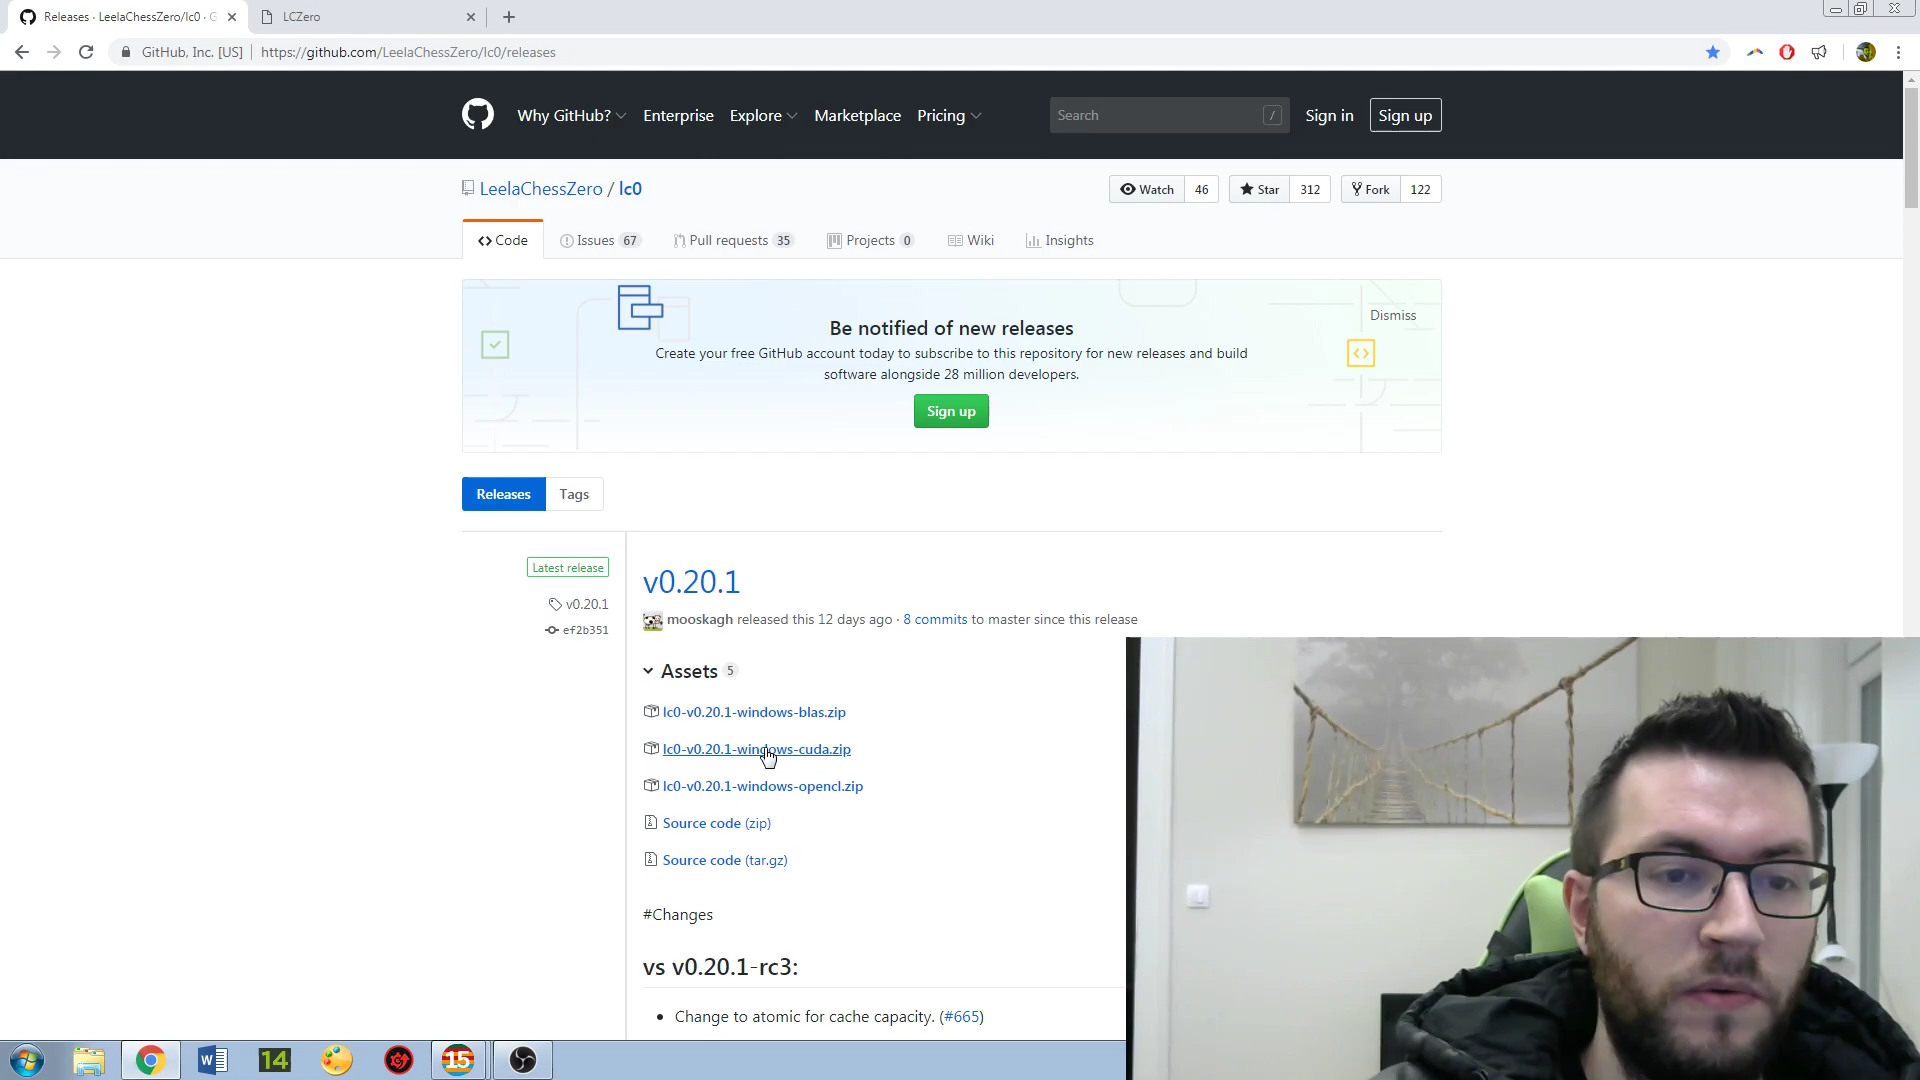 Releases · LeelaChessZero/lc0 · G
LCZero
GitHub, Inc. [US]
https://github.com/LeelaChessZero/lc0/releases
Why GitHub?
Enterprise
Explore
Marketplace
Pricing
Search
/
Sign in
Sign up
LeelaChessZero / lc0
Watch 46
Star 312
Fork 122
Code
Issues 67
Pull requests 35
Projects 0
Wiki
Insights
Be notified of new releases
Dismiss
Create your free GitHub account today to subscribe to this repository for new releases and build
software alongside 28 million developers.
Sign up
Releases
Tags
Latest release
v0.20.1
ef2b351
v0.20.1
mooskagh released this 12 days ago · 8 commits to master since this release
Assets 5
lc0-v0.20.1-windows-blas.zip
lc0-v0.20.1-windows-cuda.zip
lc0-v0.20.1-windows-opencl.zip
Source code (zip)
Source code (tar.gz)
#Changes
vs v0.20.1-rc3:
• Change to atomic for cache capacity. (#665)
14
15